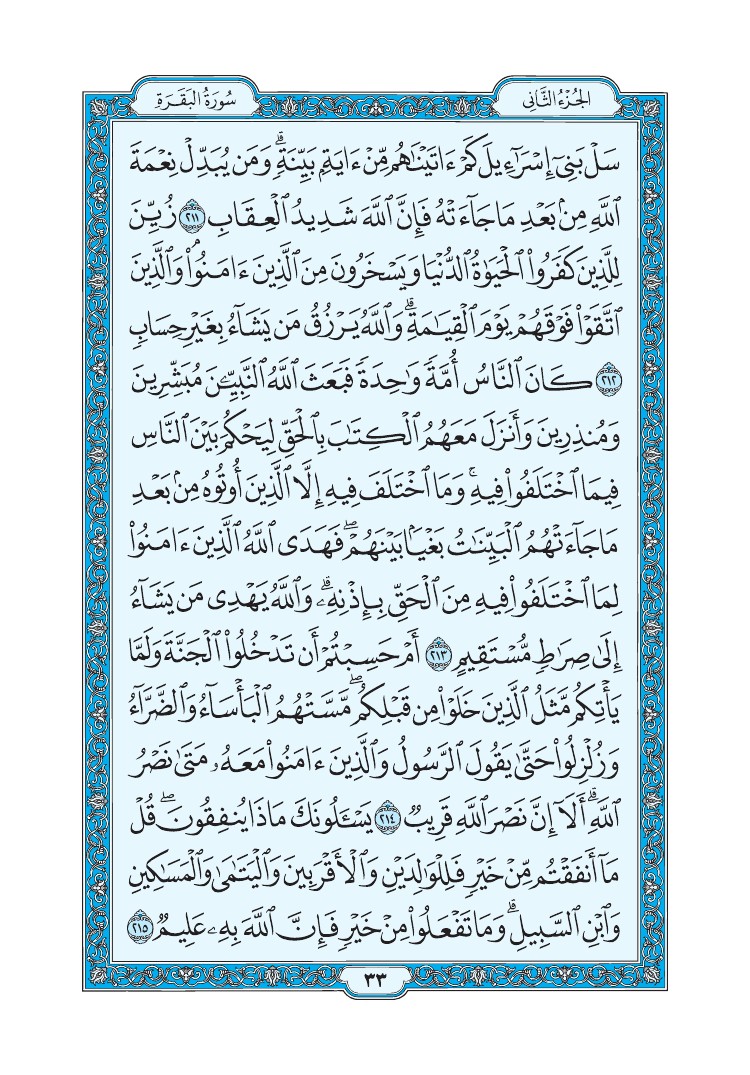 الجُزْءُ الثَّانِي
سُورَةُ البَقَرَةِ
سَلْ بَنِىٓ إِسْرَٰٓءِيلَ كَمْ ءَاتَيْنَٰهُم مِّنْ ءَايَةِۭ بَيِّنَةٍۗ وَمَن يُبَدِّلْ نِعْمَةَ
ٱللَّهِ مِنۢ بَعْدِ مَا جَآءَتْهُ فَإِنَّ ٱللَّهَ شَدِيدُ ٱلْعِقَابِ ٢١١ زُيِّنَ
لِلَّذِينَ كَفَرُوا۟ ٱلْحَيَوٰةُ ٱلدُّنْيَا وَيَسْخَرُونَ مِنَ ٱلَّذِينَ ءَامَنُوا۟ۘ وَٱلَّذِينَ
ٱتَّقَوْا۟ فَوْقَهُمْ يَوْمَ ٱلْقِيَٰمَةِۗ وَٱللَّهُ يَرْزُقُ مَن يَشَآءُ بِغَيْرِ حِسَابٍ
٢١٢ كَانَ ٱلنَّاسُ أُمَّةً وَٰحِدَةً فَبَعَثَ ٱللَّهُ ٱلنَّبِيِّۦنَ مُبَشِّرِينَ
وَمُنذِرِينَ وَأَنزَلَ مَعَهُمُ ٱلْكِتَٰبَ بِٱلْحَقِّ لِيَحْكُمَ بَيْنَ ٱلنَّاسِ
فِيمَا ٱخْتَلَفُوا۟ فِيهِۚ وَمَا ٱخْتَلَفَ فِيهِ إِلَّا ٱلَّذِينَ أُوتُوهُ مِنۢ بَعْدِ
مَا جَآءَتْهُمُ ٱلْبَيِّنَٰتُ بَغْيَۢا بَيْنَهُمْۖ فَهَدَى ٱللَّهُ ٱلَّذِينَ ءَامَنُوا۟
لِمَا ٱخْتَلَفُوا۟ فِيهِ مِنَ ٱلْحَقِّ بِإِذْنِهِۦۗ وَٱللَّهُ يَهْدِى مَن يَشَآءُ
إِلَىٰ صِرَٰطٍ مُّسْتَقِيمٍ ٢١٣ أَمْ حَسِبْتُمْ أَن تَدْخُلُوا۟ ٱلْجَنَّةَ وَلَمَّا
يَأْتِكُم مَّثَلُ ٱلَّذِينَ خَلَوْا۟ مِن قَبْلِكُمۖ مَّسَّتْهُمُ ٱلْبَأْسَآءُ وَٱلضَّرَّآءُ
وَزُلْزِلُوا۟ حَتَّىٰ يَقُولَ ٱلرَّسُولُ وَٱلَّذِينَ ءَامَنُوا۟ مَعَهُۥ مَتَىٰ نَصْرُ
ٱللَّهِۗ أَلَآ إِنَّ نَصْرَ ٱللَّهِ قَرِيبٌ ٢١٤ يَسْـَٔلُونَكَ مَاذَا يُنفِقُونَۖ قُلْ
مَآ أَنفَقْتُم مِّنْ خَيْرٍ فَلِلْوَٰلِدَيْنِ وَٱلْأَقْرَبِينَ وَٱلْيَتَٰمَىٰ وَٱلْمَسَٰكِينِ
وَٱبْنِ ٱلسَّبِيلِۗ وَمَا تَفْعَلُوا۟ مِنْ خَيْرٍ فَإِنَّ ٱللَّهَ بِهِۦ عَلِيمٌ ٢١٥
٣٣